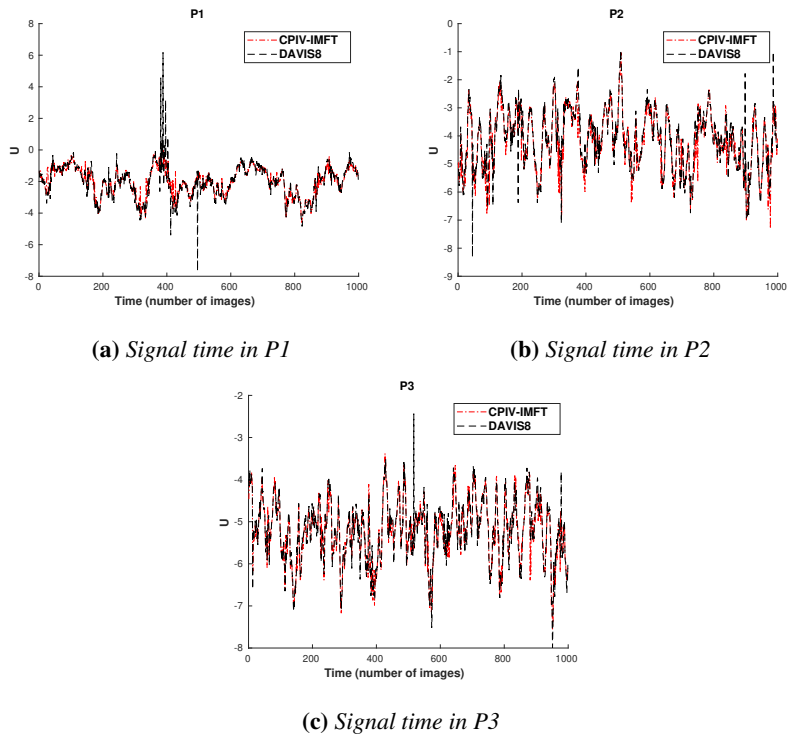 P1
CPIV-IMFT
DAVIS8
8
6
4
2
0
-2
-4
-6
-8
U
0 200 400 600 800 1000
Time (number of images)
(a) Signal time in P1
P2
CPIV-IMFT
DAVIS8
0
-1
-2
-3
-4
-5
-6
-7
-8
-9
U
0 200 400 600 800 1000
Time (number of images)
(b) Signal time in P2
P3
CPIV-IMFT
DAVIS8
-2
-3
-4
-5
-6
-7
-8
U
0 200 400 600 800 1000
Time (number of images)
(c) Signal time in P3